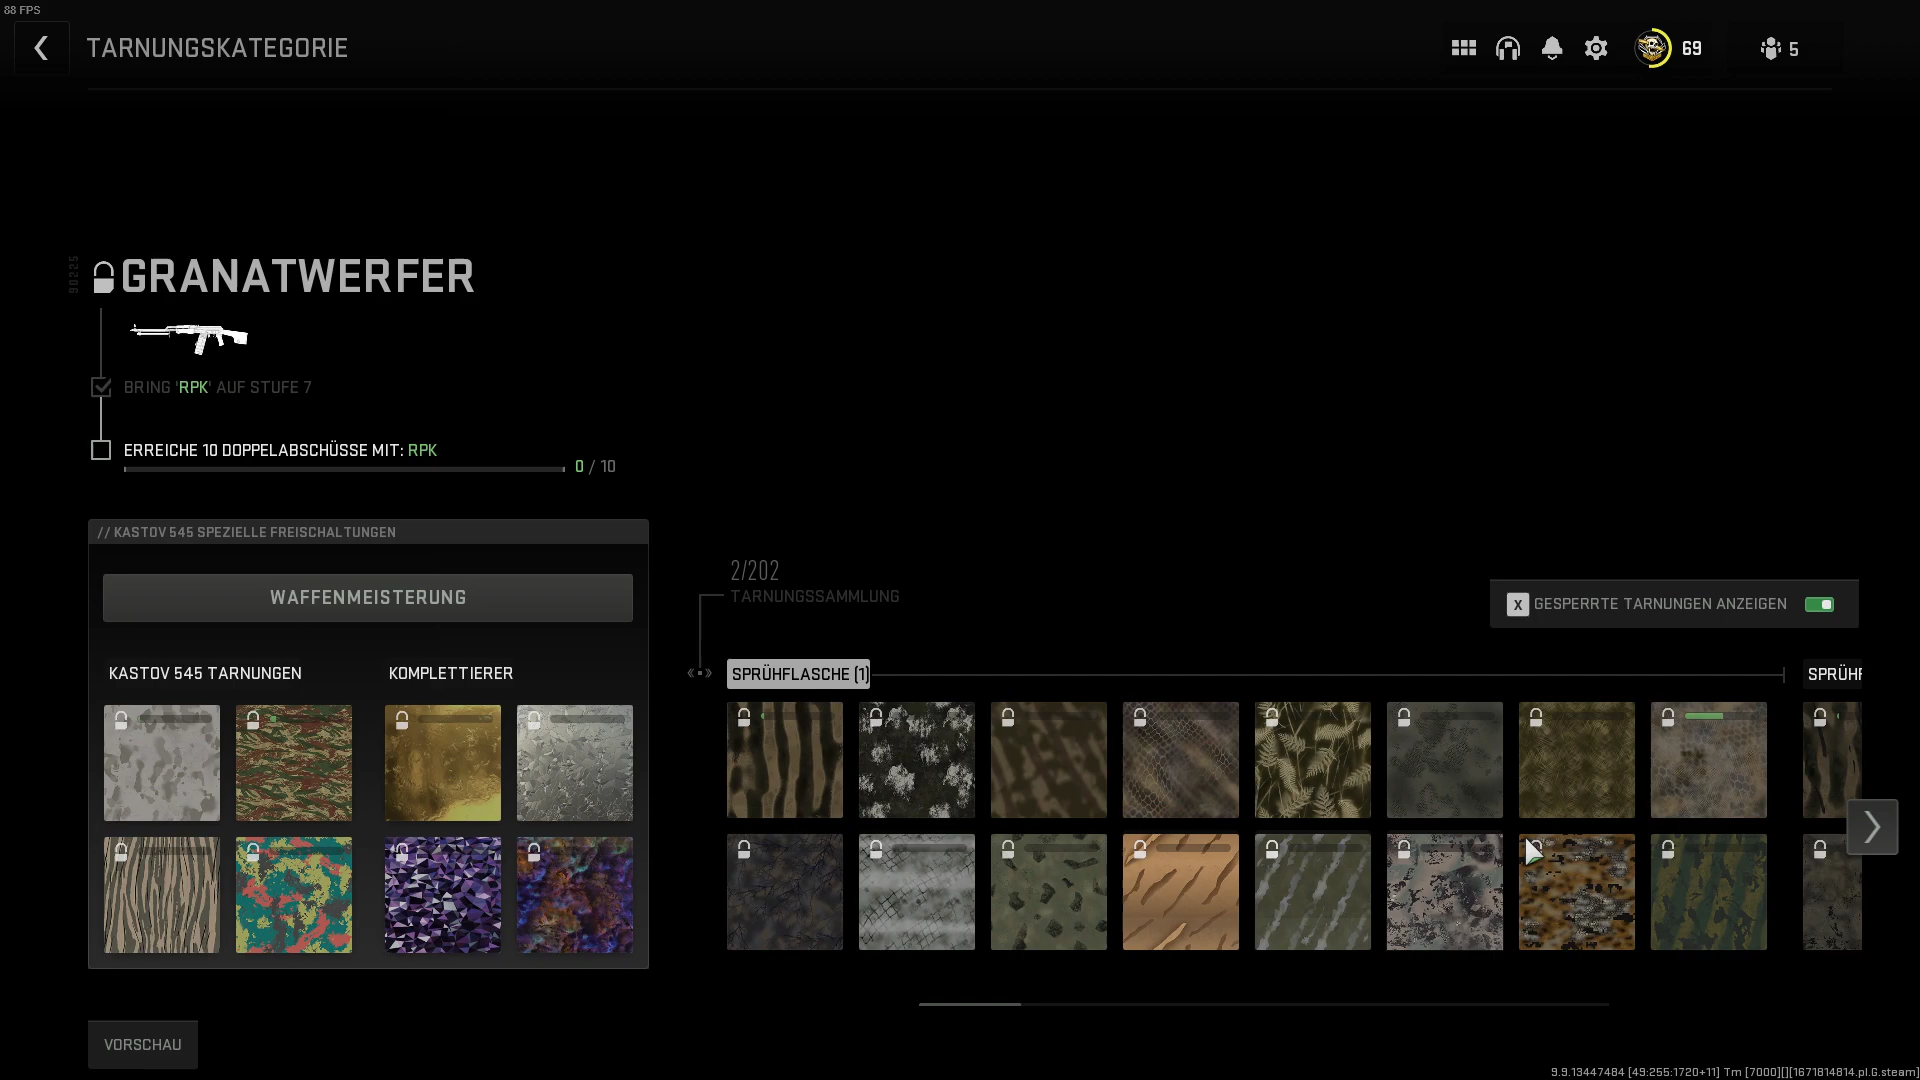 88 FPS
TARNUNGSKATEGORIE
69
5
90225
GRANATWERFER
BRING 'RPK' AUF STUFE 7
ERREICHE 10 DOPPELABSCHÜSSE MIT: RPK
0 / 10
// KASTOV 545 SPEZIELLE FREISCHALTUNGEN
WAFFENMEISTERUNG
KASTOV 545 TARNUNGEN
KOMPLETTIERER
2/202
TARNUNGSSAMMLUNG
X GESPERRTE TARNUNGEN ANZEIGEN
SPRÜHFLASCHE (1)
SPRÜHF
VORSCHAU
9.9.13447484 [49:255:1720+11] Tm [7000][][1671814814.pl.G.steam]